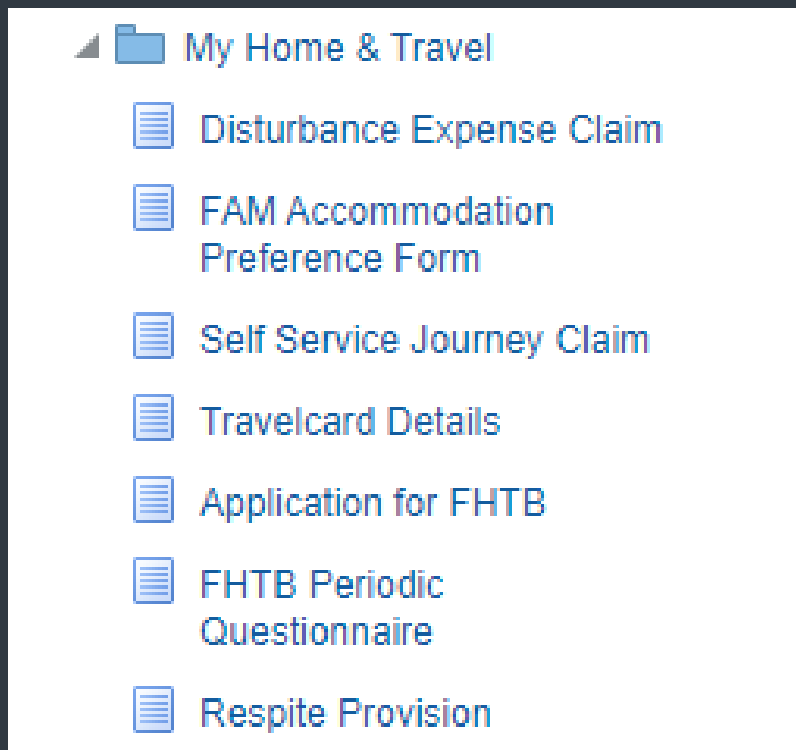 My Home & Travel
Disturbance Expense Claim
FAM Accommodation
Preference Form
Self Service Journey Claim
Travelcard Details
Application for FHTB
FHTB Periodic
Questionnaire
Respite Provision